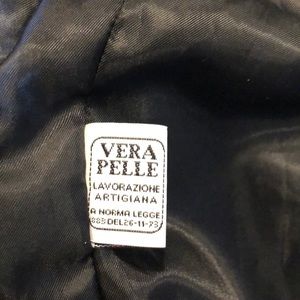 VERA
PELLE
LAVORAZIONE
ARTIGIANA
A NORMA LEGGE
883 DEL 26-11-73